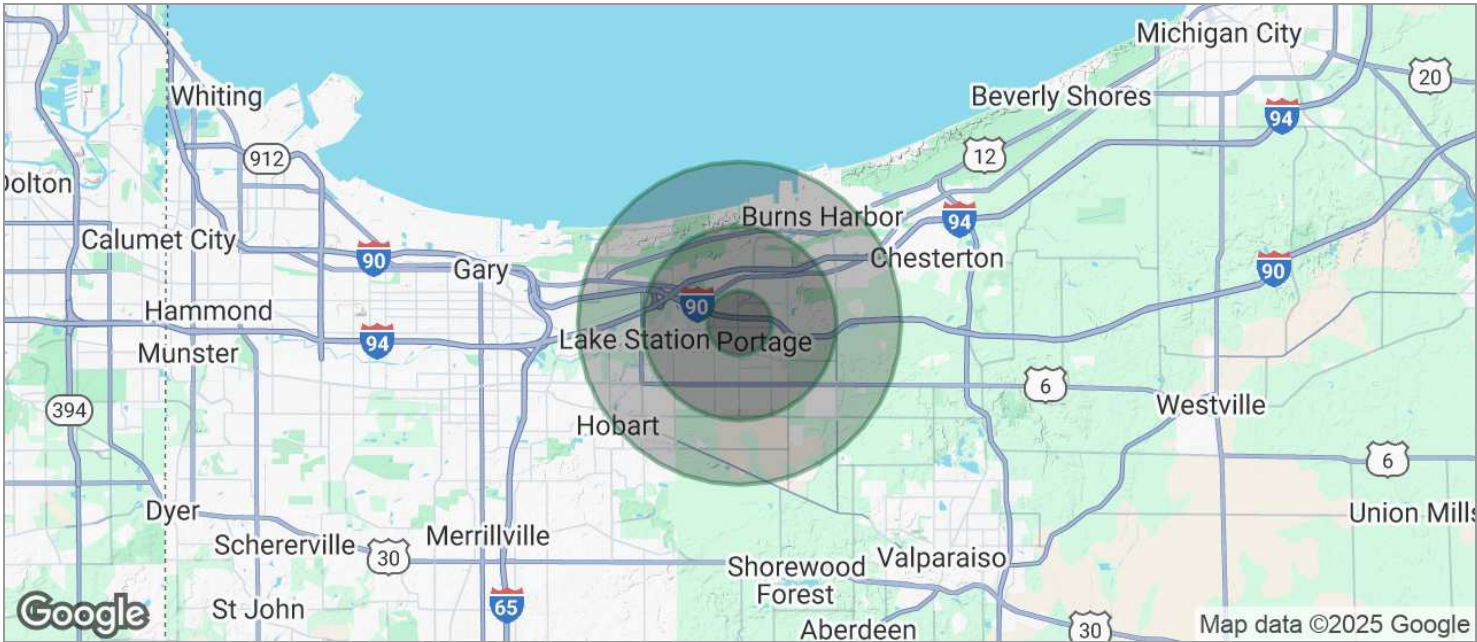 Michigan City
20
Whiting
Beverly Shores
94
912
12
Dolton
Burns Harbor
94
Calumet City
90
Gary
Chesterton
90
90
Hammond
94
Lake Station
Portage
Munster
6
394
Westville
Hobart
6
Dyer
Union Mills
Schererville
30
Merrillville
Shorewood
Forest
Valparaiso
St John
65
Aberdeen
30
Google
Map data ©2025 Google